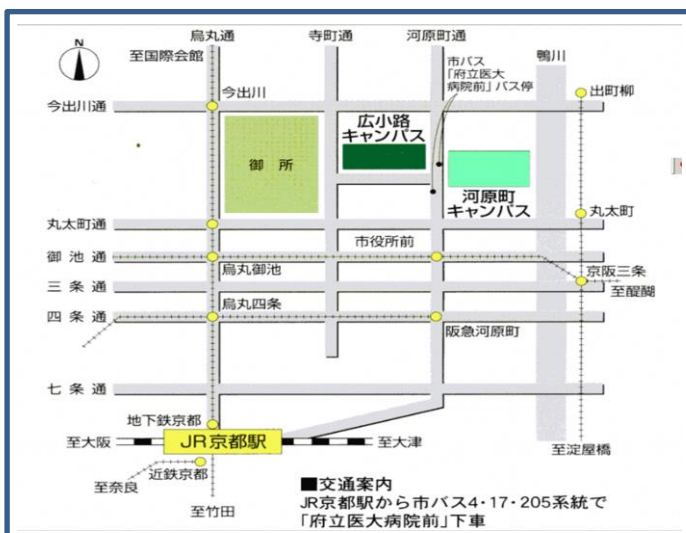 烏丸通
寺町通
河原町通
鴨川
N
至国際会館
市バス
「府立医大
病院前」バス停
今出川
出町柳
今出川通
広小路
キャンパス
御所
河原町
キャンパス
丸太町
丸太町通
市役所前
御池通
烏丸御池
京阪三条
三条通
至醍醐
烏丸四条
四条通
阪急河原町
七条通
地下鉄京都
至大阪
JR京都駅
至大津
至淀屋橋
近鉄京都
至奈良
至竹田
■交通案内
JR京都駅から市バス4・17・205系統で
「府立医大病院前」下車